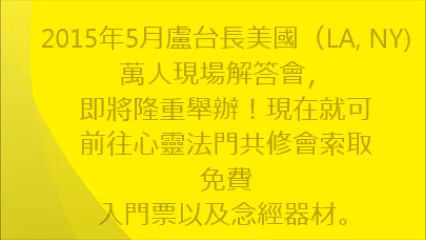 2015年5月盧台長美國（LA, NY)
萬人現場解答會，
即將隆重舉辦！現在就可
前往心靈法門共修會索取
免費
入門票以及念經器材。